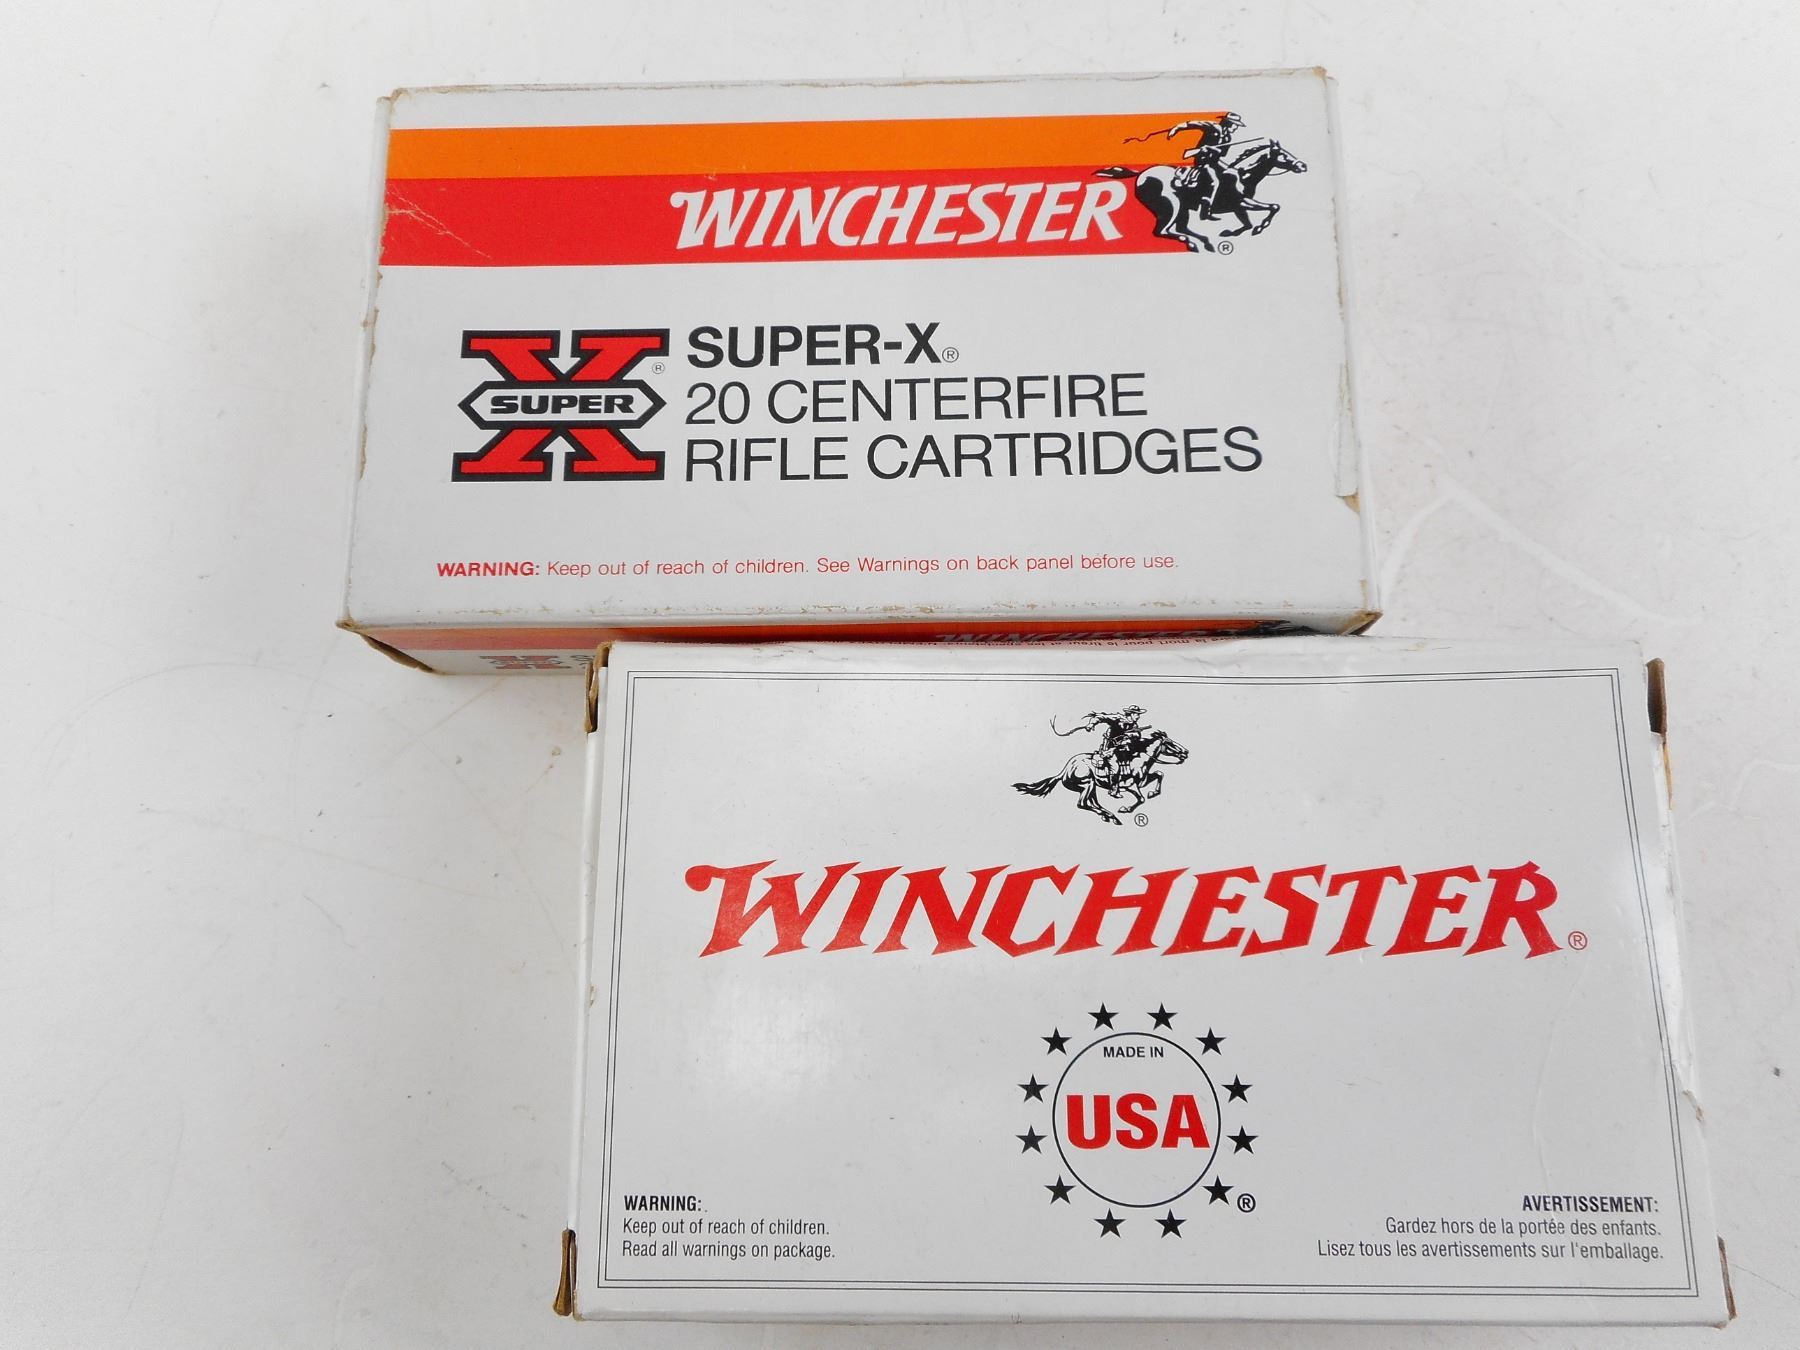 WINCHESTER
®
X ®
SUPER
SUPER-X®
20 CENTERFIRE
RIFLE CARTRIDGES
WARNING: Keep out of reach of children. See Warnings on back panel before use.
WINCHESTER
®
WINCHESTER®
MADE IN
USA
®
WARNING:
Keep out of reach of children.
Read all warnings on package.
AVERTISSEMENT:
Gardez hors de la portée des enfants.
Lisez tous les avertissements sur l'emballage.